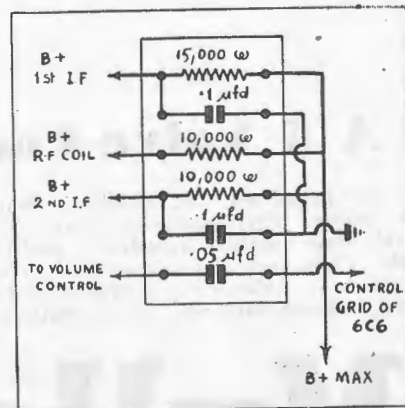 B+
1st I.F
15,000 ω
.1 µfd
B+
R-F COIL
10,000 ω
B+
2ND I.F
10,000 ω
.1 µfd
TO VOLUME
CONTROL
.05 µfd
CONTROL
GRID OF
6C6
B+ MAX